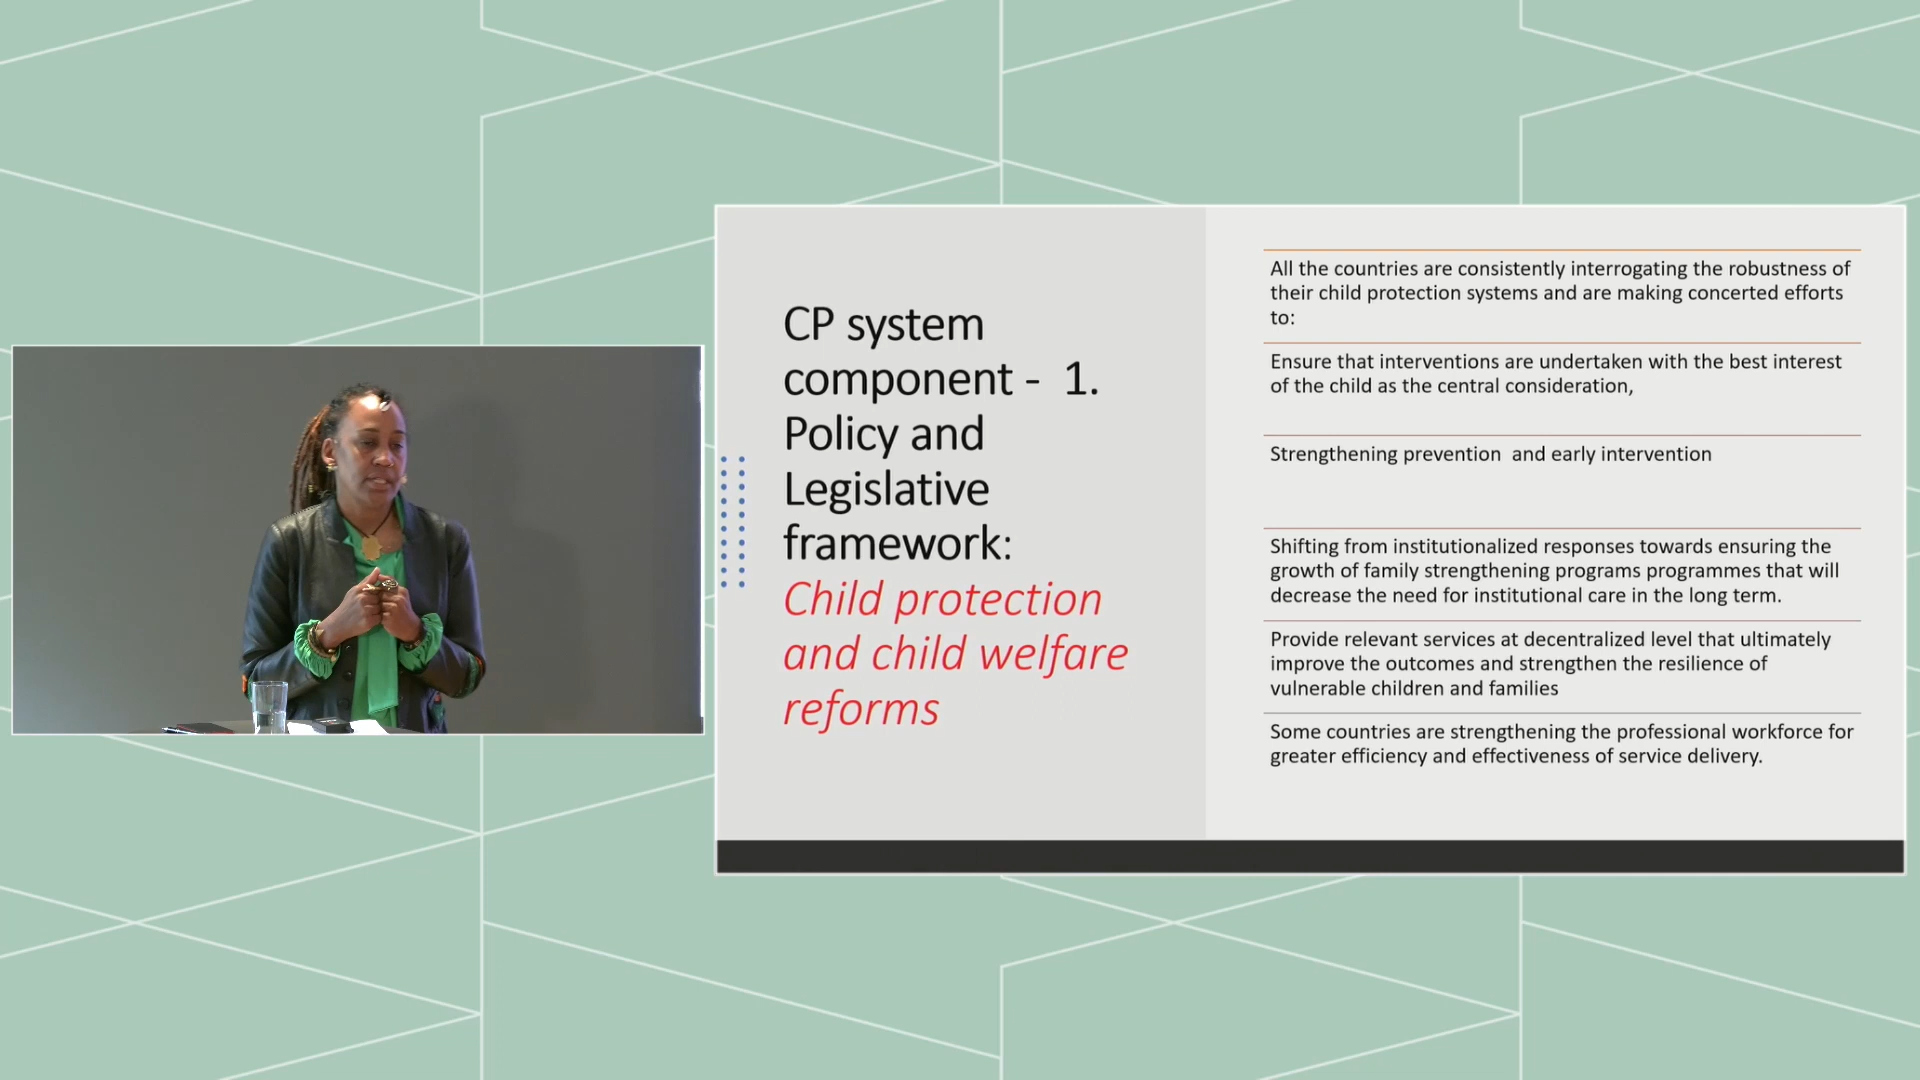 CP system
component -  1.
Policy and
Legislative
framework:
Child protection
and child welfare
reforms
All the countries are consistently interrogating the robustness of
their child protection systems and are making concerted efforts
to:
Ensure that interventions are undertaken with the best interest
of the child as the central consideration,
Strengthening prevention  and early intervention
Shifting from institutionalized responses towards ensuring the
growth of family strengthening programs programmes that will
decrease the need for institutional care in the long term.
Provide relevant services at decentralized level that ultimately
improve the outcomes and strengthen the resilience of
vulnerable children and families
Some countries are strengthening the professional workforce for
greater efficiency and effectiveness of service delivery.